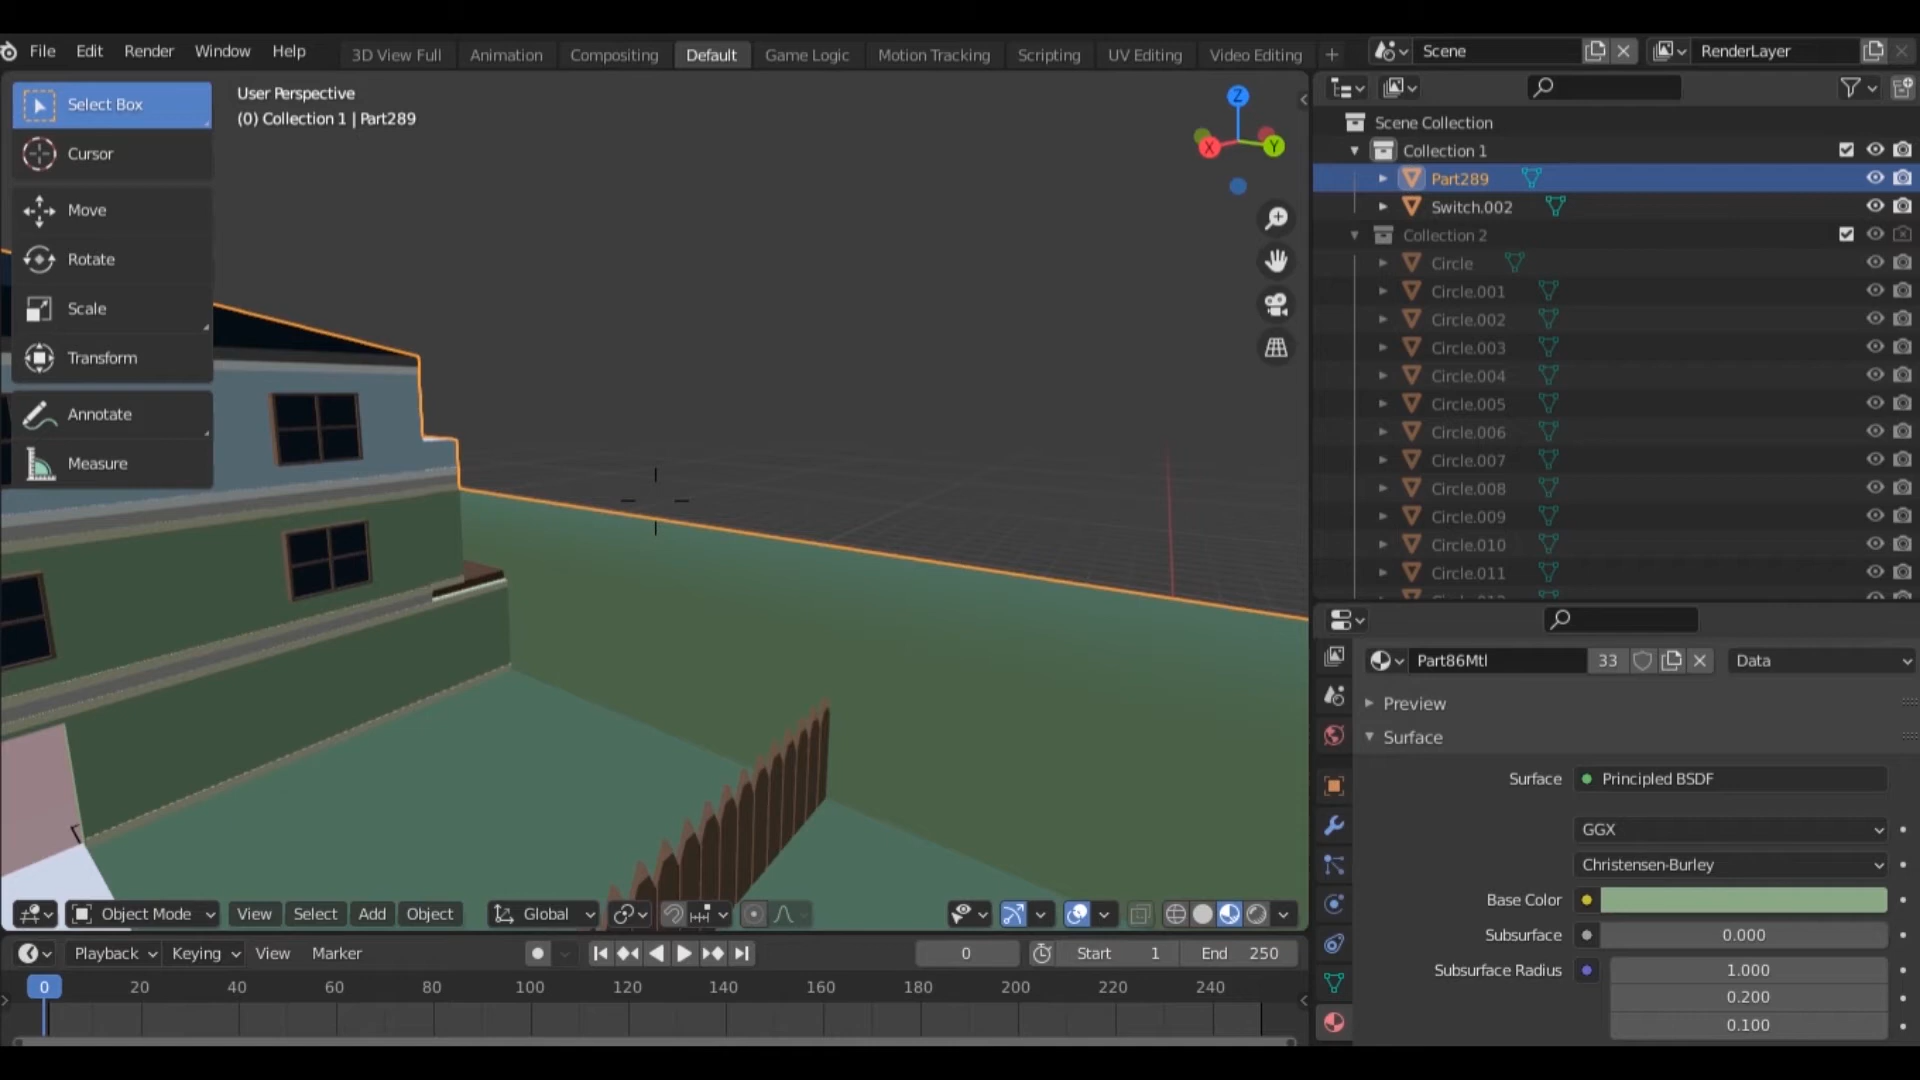 File Edit Render Window Help
3D View Full Animation Compositing Default Game Logic Motion Tracking Scripting UV Editing Video Editing
Scene RenderLayer
Select Box
Cursor
Move
Rotate
Scale
Transform
Annotate
Measure
User Perspective
(0) Collection 1 | Part289
Z
X Y
Scene Collection
Collection 1
Part289
Switch.002
Collection 2
Circle
Circle.001
Circle.002
Circle.003
Circle.004
Circle.005
Circle.006
Circle.007
Circle.008
Circle.009
Circle.010
Circle.011
Part86Mtl 33 Data
Preview
Surface
Surface Principled BSDF
GGX
Christensen-Burley
Base Color
Subsurface 0.000
Subsurface Radius 1.000
0.200
0.100
Object Mode View Select Add Object Global
Playback Keying View Marker 0 Start 1 End 250
0 20 40 60 80 100 120 140 160 180 200 220 240